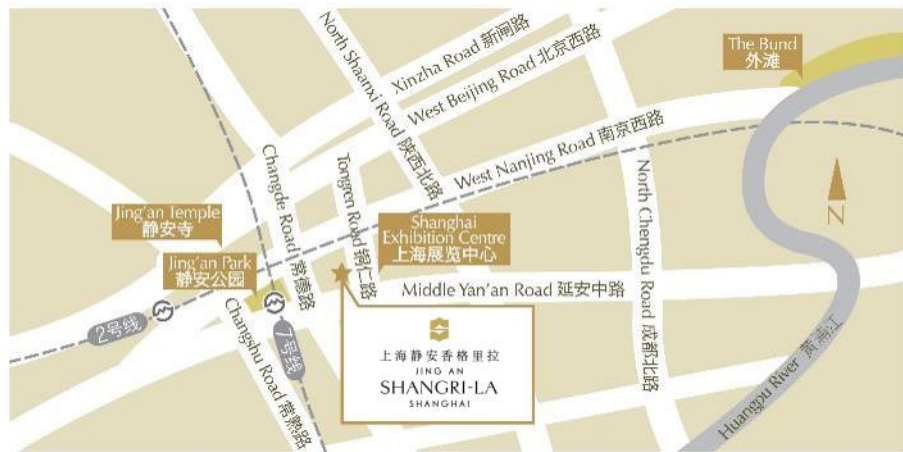 North Shaanxi Road 陕西北路
Xinzha Road 新闸路
West Beijing Road 北京西路
The Bund
外滩
West Nanjing Road 南京西路
Changde Road 常德路
Tongren Road 铜仁路
North Chengdu Road 成都北路
Jing'an Temple
静安寺
Shanghai
Exhibition Centre
上海展览中心
N
Jing'an Park
静安公园
Middle Yan'an Road 延安中路
2号线
7号线
Changshu Road 常熟路
上海静安香格里拉
JING AN
SHANGRI-LA
SHANGHAI
Huangpu River 黄浦江